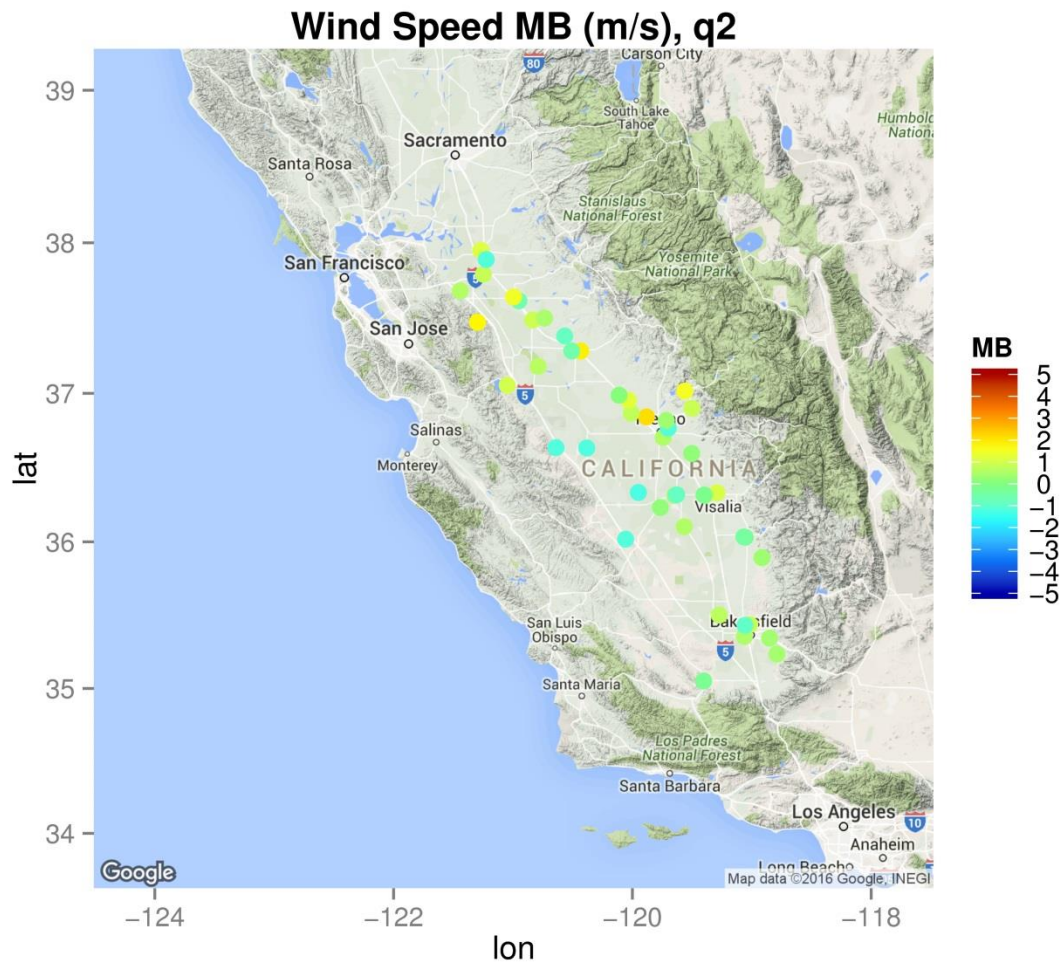 Wind Speed MB (m/s), q2
lat
39
38
37
36
35
34
−124
−122
−120
−118
lon
MB
5
4
3
2
1
0
−1
−2
−3
−4
−5
80
Carson City
South Lake
Tahoe
Sacramento
Santa Rosa
Stanislaus
National Forest
Yosemite
National Park
San Francisco
5
San Jose
5
Salinas
Monterey
CALIFORNIA
Visalia
San Luis
Obispo
5
Santa Maria
Los Padres
National Forest
Santa Barbara
Los Angeles
10
Anaheim
Long Beach
Google
Map data ©2016 Google, INEGI